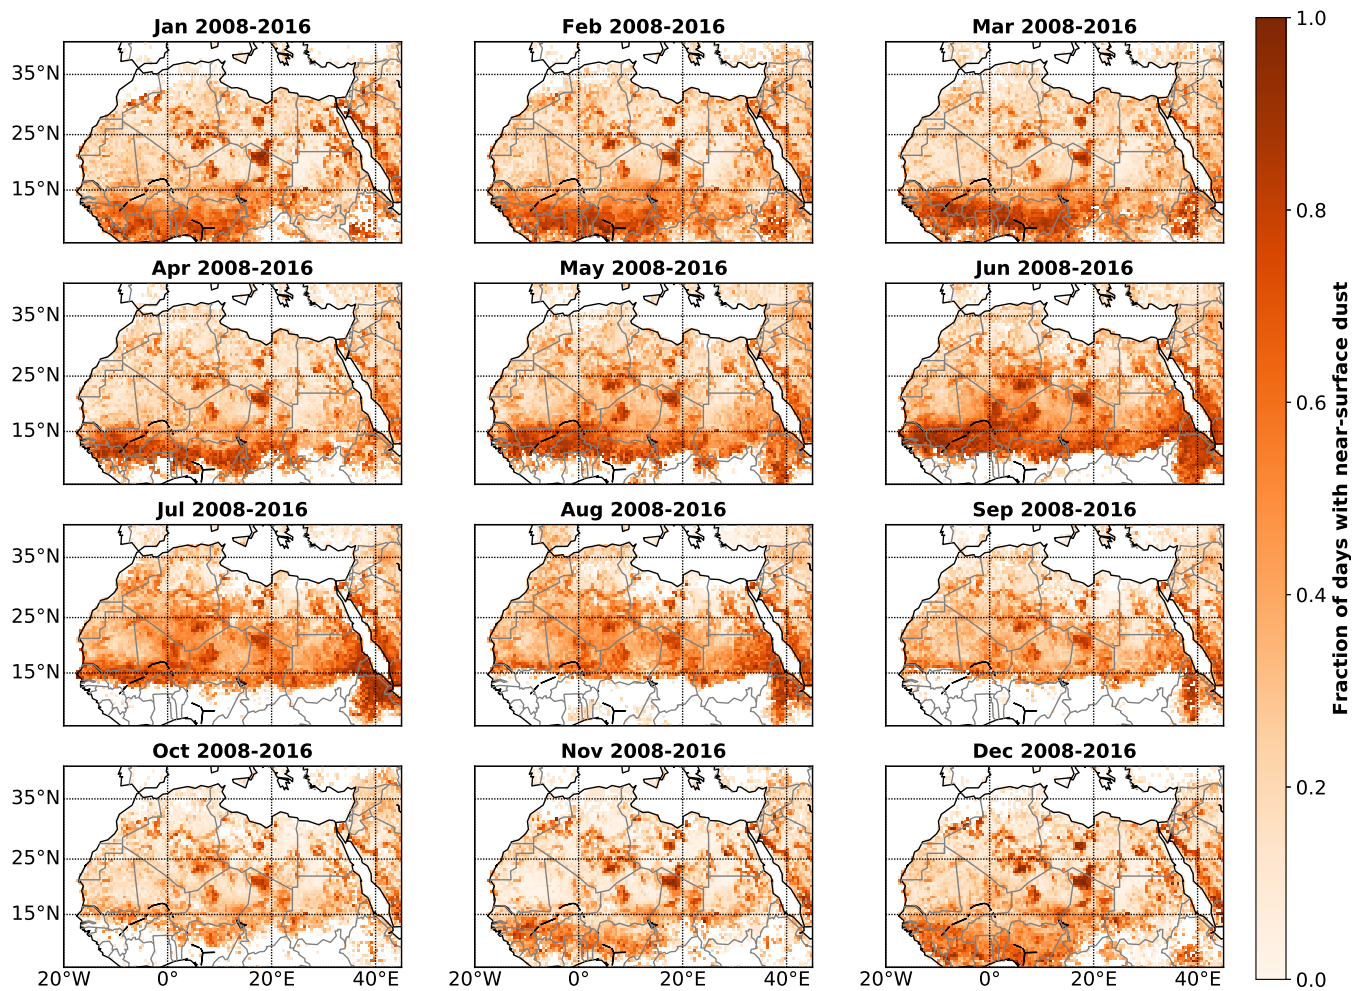 Jan 2008-2016 Feb 2008-2016 Mar 2008-2016 1.0
35°N
25°N
15°N
0.8
Apr 2008-2016 May 2008-2016 Jun 2008-2016
35°N
25°N
0.6
15°N
Fraction of days with near-surface dust
Jul 2008-2016 Aug 2008-2016 Sep 2008-2016
35°N
0.4
25°N
15°N
Oct 2008-2016 Nov 2008-2016 Dec 2008-2016
0.2
35°N
25°N
15°N
20°W 0° 20°E 40°E 20°W 0° 20°E 40°E 20°W 0° 20°E 40°E 0.0